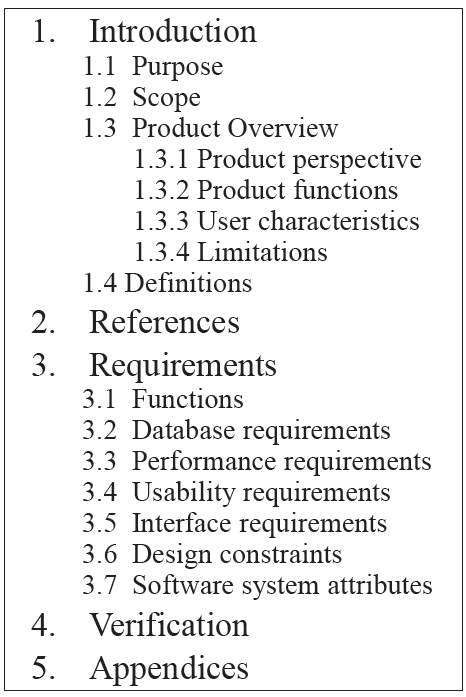 1. Introduction
1.1 Purpose
1.2 Scope
1.3 Product Overview
1.3.1 Product perspective
1.3.2 Product functions
1.3.3 User characteristics
1.3.4 Limitations
1.4 Definitions
2. References
3. Requirements
3.1 Functions
3.2 Database requirements
3.3 Performance requirements
3.4 Usability requirements
3.5 Interface requirements
3.6 Design constraints
3.7 Software system attributes
4. Verification
5. Appendices